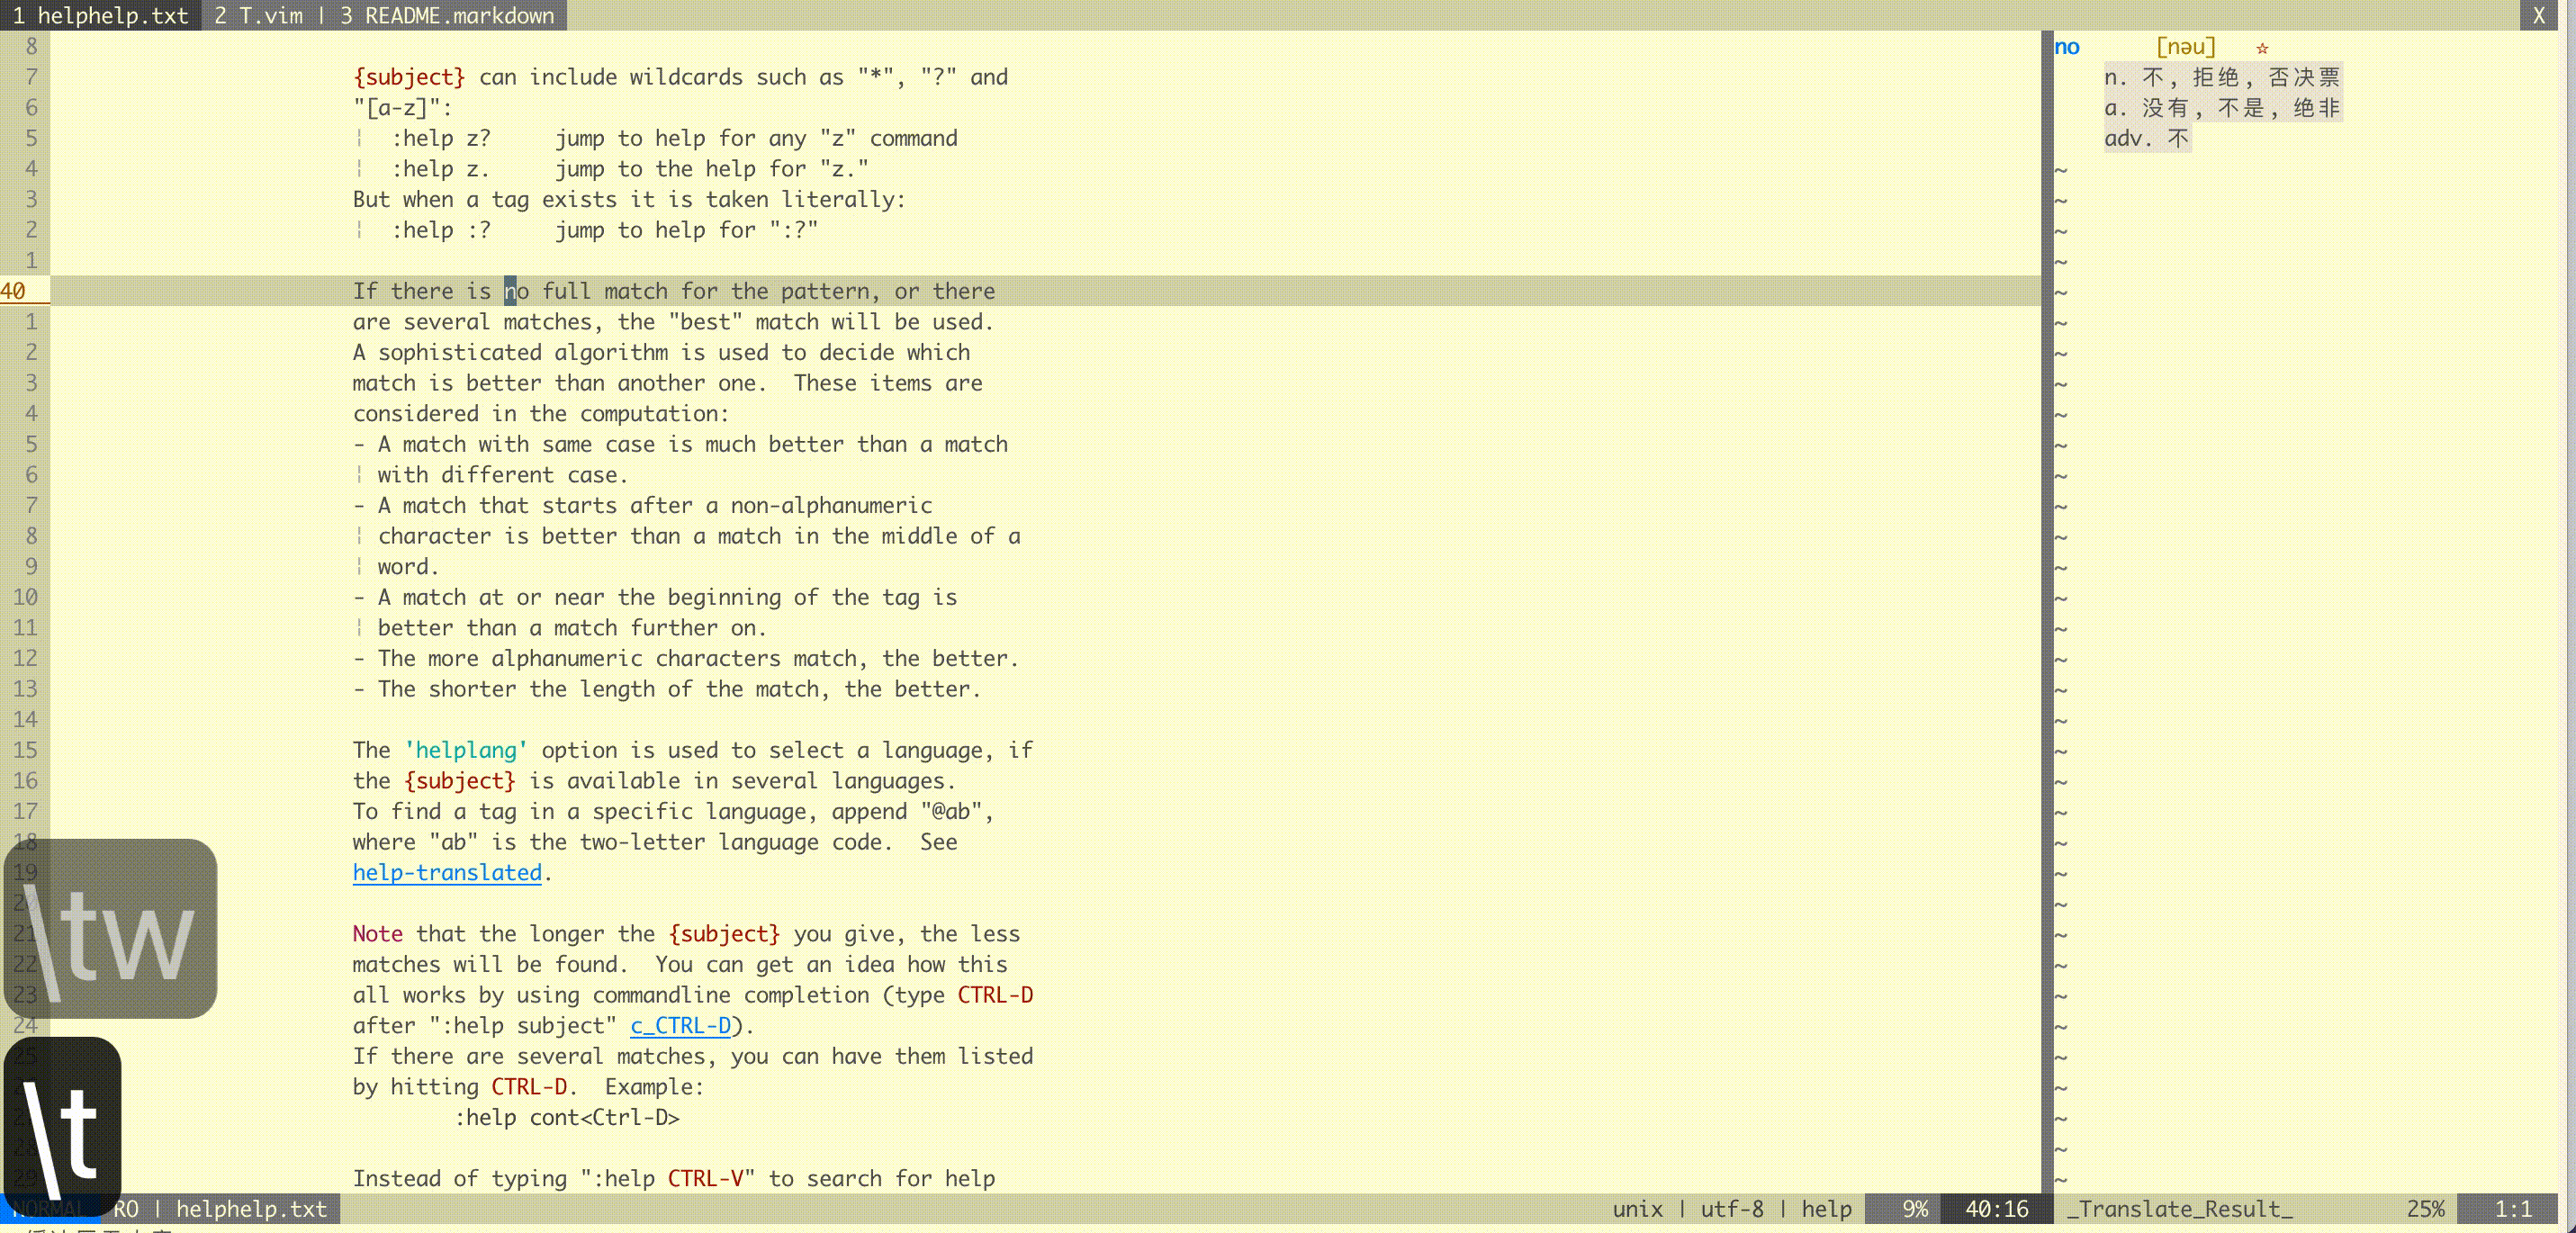 1 helphelp.txt 2 T.vim | 3 README.markdown X
8
7 {subject} can include wildcards such as "*", "?" and
6 "[a-z]":
5 ¦ :help z? jump to help for any "z" command
4 ¦ :help z. jump to the help for "z."
3 But when a tag exists it is taken literally:
2 ¦ :help :? jump to help for ":?"
1
40 If there is no full match for the pattern, or there
1 are several matches, the "best" match will be used.
2 A sophisticated algorithm is used to decide which
3 match is better than another one.  These items are
4 considered in the computation:
5 - A match with same case is much better than a match
6 ¦ with different case.
7 - A match that starts after a non-alphanumeric
8 ¦ character is better than a match in the middle of a
9 ¦ word.
10 - A match at or near the beginning of the tag is
11 ¦ better than a match further on.
12 - The more alphanumeric characters match, the better.
13 - The shorter the length of the match, the better.
14
15 The 'helplang' option is used to select a language, if
16 the {subject} is available in several languages.
17 To find a tag in a specific language, append "@ab",
18 where "ab" is the two-letter language code.  See
19 help-translated.
20
21 Note that the longer the {subject} you give, the less
22 matches will be found.  You can get an idea how this
23 all works by using commandline completion (type CTRL-D
24 after ":help subject" c_CTRL-D).
25 If there are several matches, you can have them listed
by hitting CTRL-D.  Example:
:help cont<Ctrl-D>
28
29 Instead of typing ":help CTRL-V" to search for help
\tw
\t
NORMAL RO | helphelp.txt unix | utf-8 | help 9% 40:16
no [nəu] ☆
n. 不, 拒绝, 否决票
a. 没有, 不是, 绝非
adv. 不
_Translate_Result_ 25% 1:1